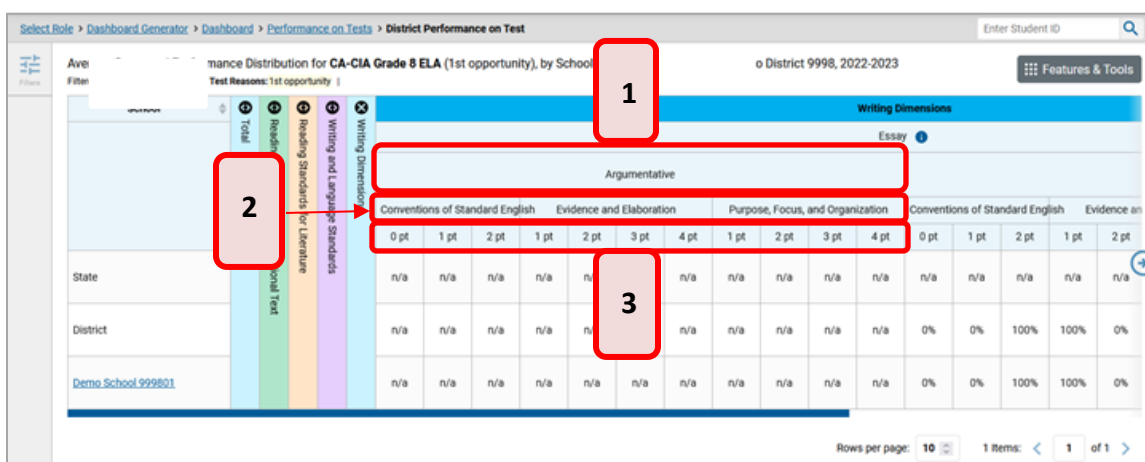 Select Role > Dashboard Generator > Dashboard > Performance on Tests > District Performance on Test
Enter Student ID
Filters
mance Distribution for CA-CIA Grade 8 ELA (1st opportunity), by School
o District 9998, 2022-2023
Features & Tools
Test Reasons: 1st opportunity |
1
Total
Reading Standards for Literature
Writing and Language Standards
Writing Dimensions
Writing Dimensions
Essay
Argumentative
2
Conventions of Standard English Evidence and Elaboration Purpose, Focus, and Organization Conventions of Standard English Evidence an
0 pt 1 pt 2 pt 1 pt 2 pt 3 pt 4 pt 1 pt 2 pt 3 pt 4 pt 0 pt 1 pt 2 pt 1 pt 2 pt
State n/a n/a n/a n/a n/a n/a n/a n/a n/a n/a n/a n/a n/a n/a n/a
3
District n/a n/a n/a n/a n/a n/a n/a n/a n/a n/a 0% 0% 100% 100% 0%
Demo School 999801 n/a n/a n/a n/a n/a n/a n/a n/a n/a n/a n/a 0% 0% 100% 100% 0%
Rows per page: 10 1 Items: 1 of 1